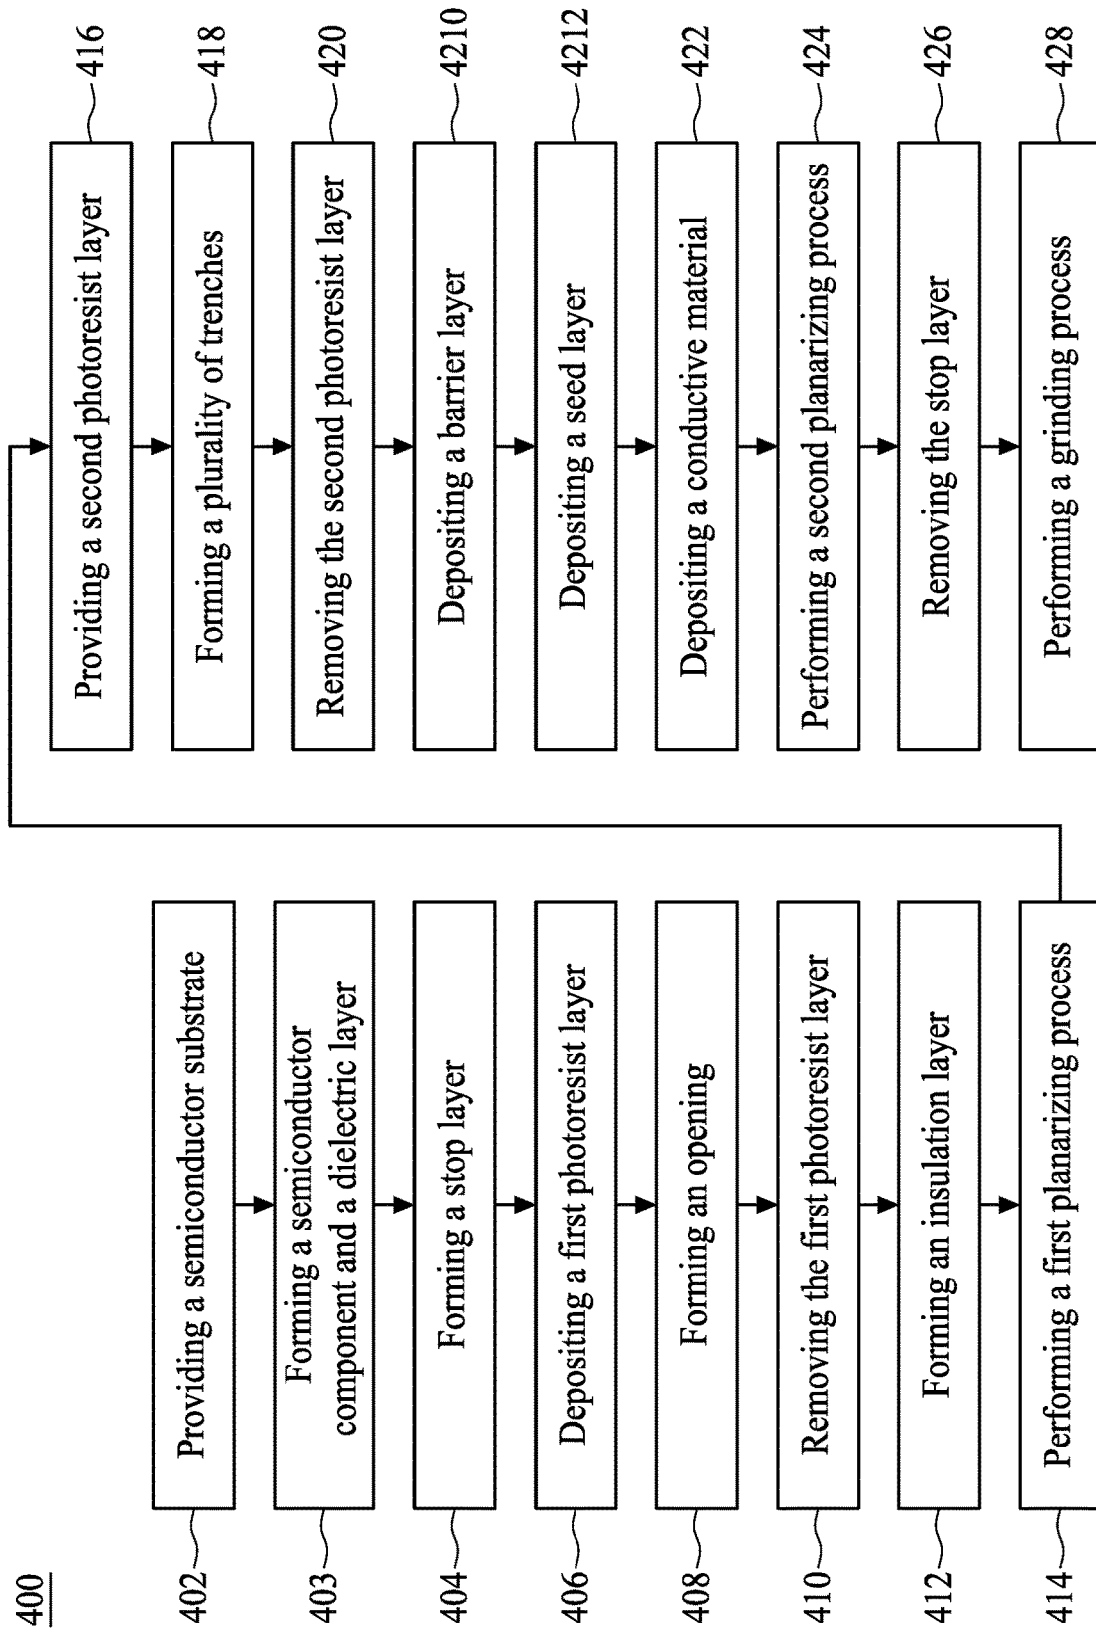 400
402
Providing a semiconductor substrate
403
Forming a semiconductor
component and a dielectric layer
404
Forming a stop layer
406
Depositing a first photoresist layer
408
Forming an opening
410
Removing the first photoresist layer
412
Forming an insulation layer
414
Performing a first planarizing process
Providing a second photoresist layer
416
Forming a plurality of trenches
418
Removing the second photoresist layer
420
Depositing a barrier layer
4210
Depositing a seed layer
4212
Depositing a conductive material
422
Performing a second planarizing process
424
Removing the stop layer
426
Performing a grinding process
428